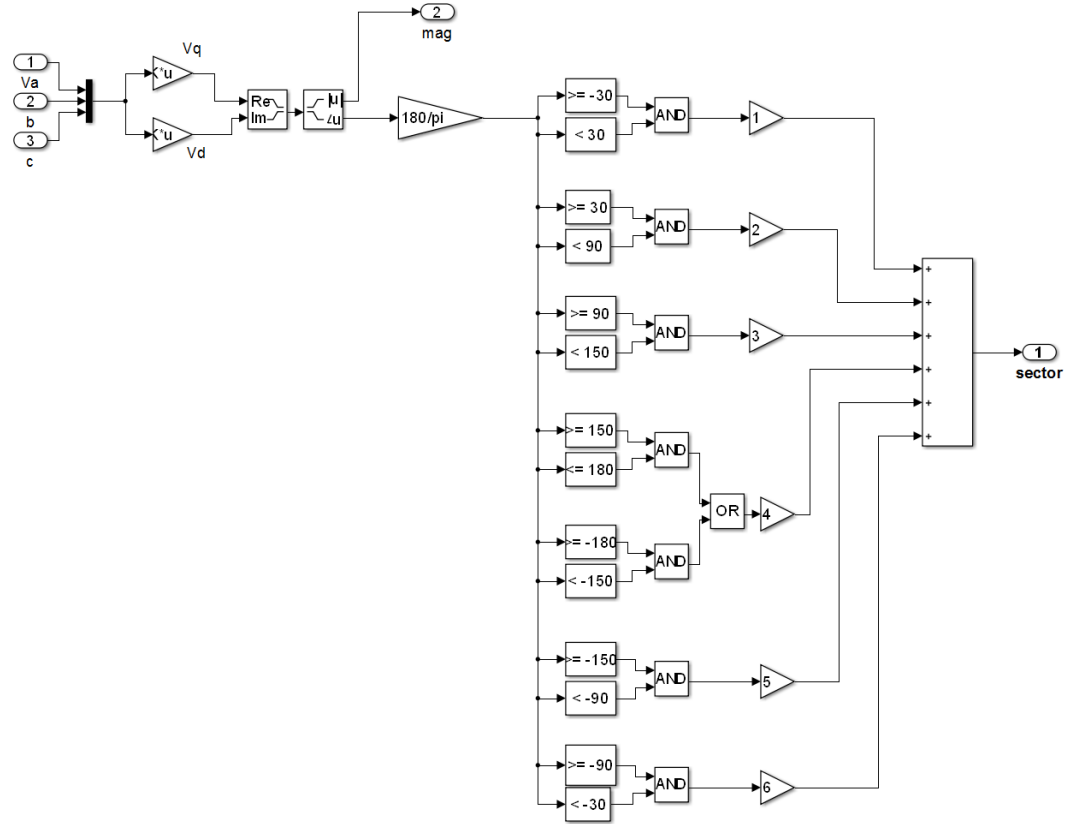 2
mag
1
Va
2
b
3
c
Vq
K*u
K*u
Vd
Re
Im
|u|
∠u
180/pi
>= -30
< 30
AND
1
>= 30
< 90
AND
2
>= 90
< 150
AND
3
>= 150
<= 180
AND
OR
4
>= -180
< -150
AND
>= -150
< -90
AND
5
>= -90
< -30
AND
6
+
+
+
+
+
+
1
sector